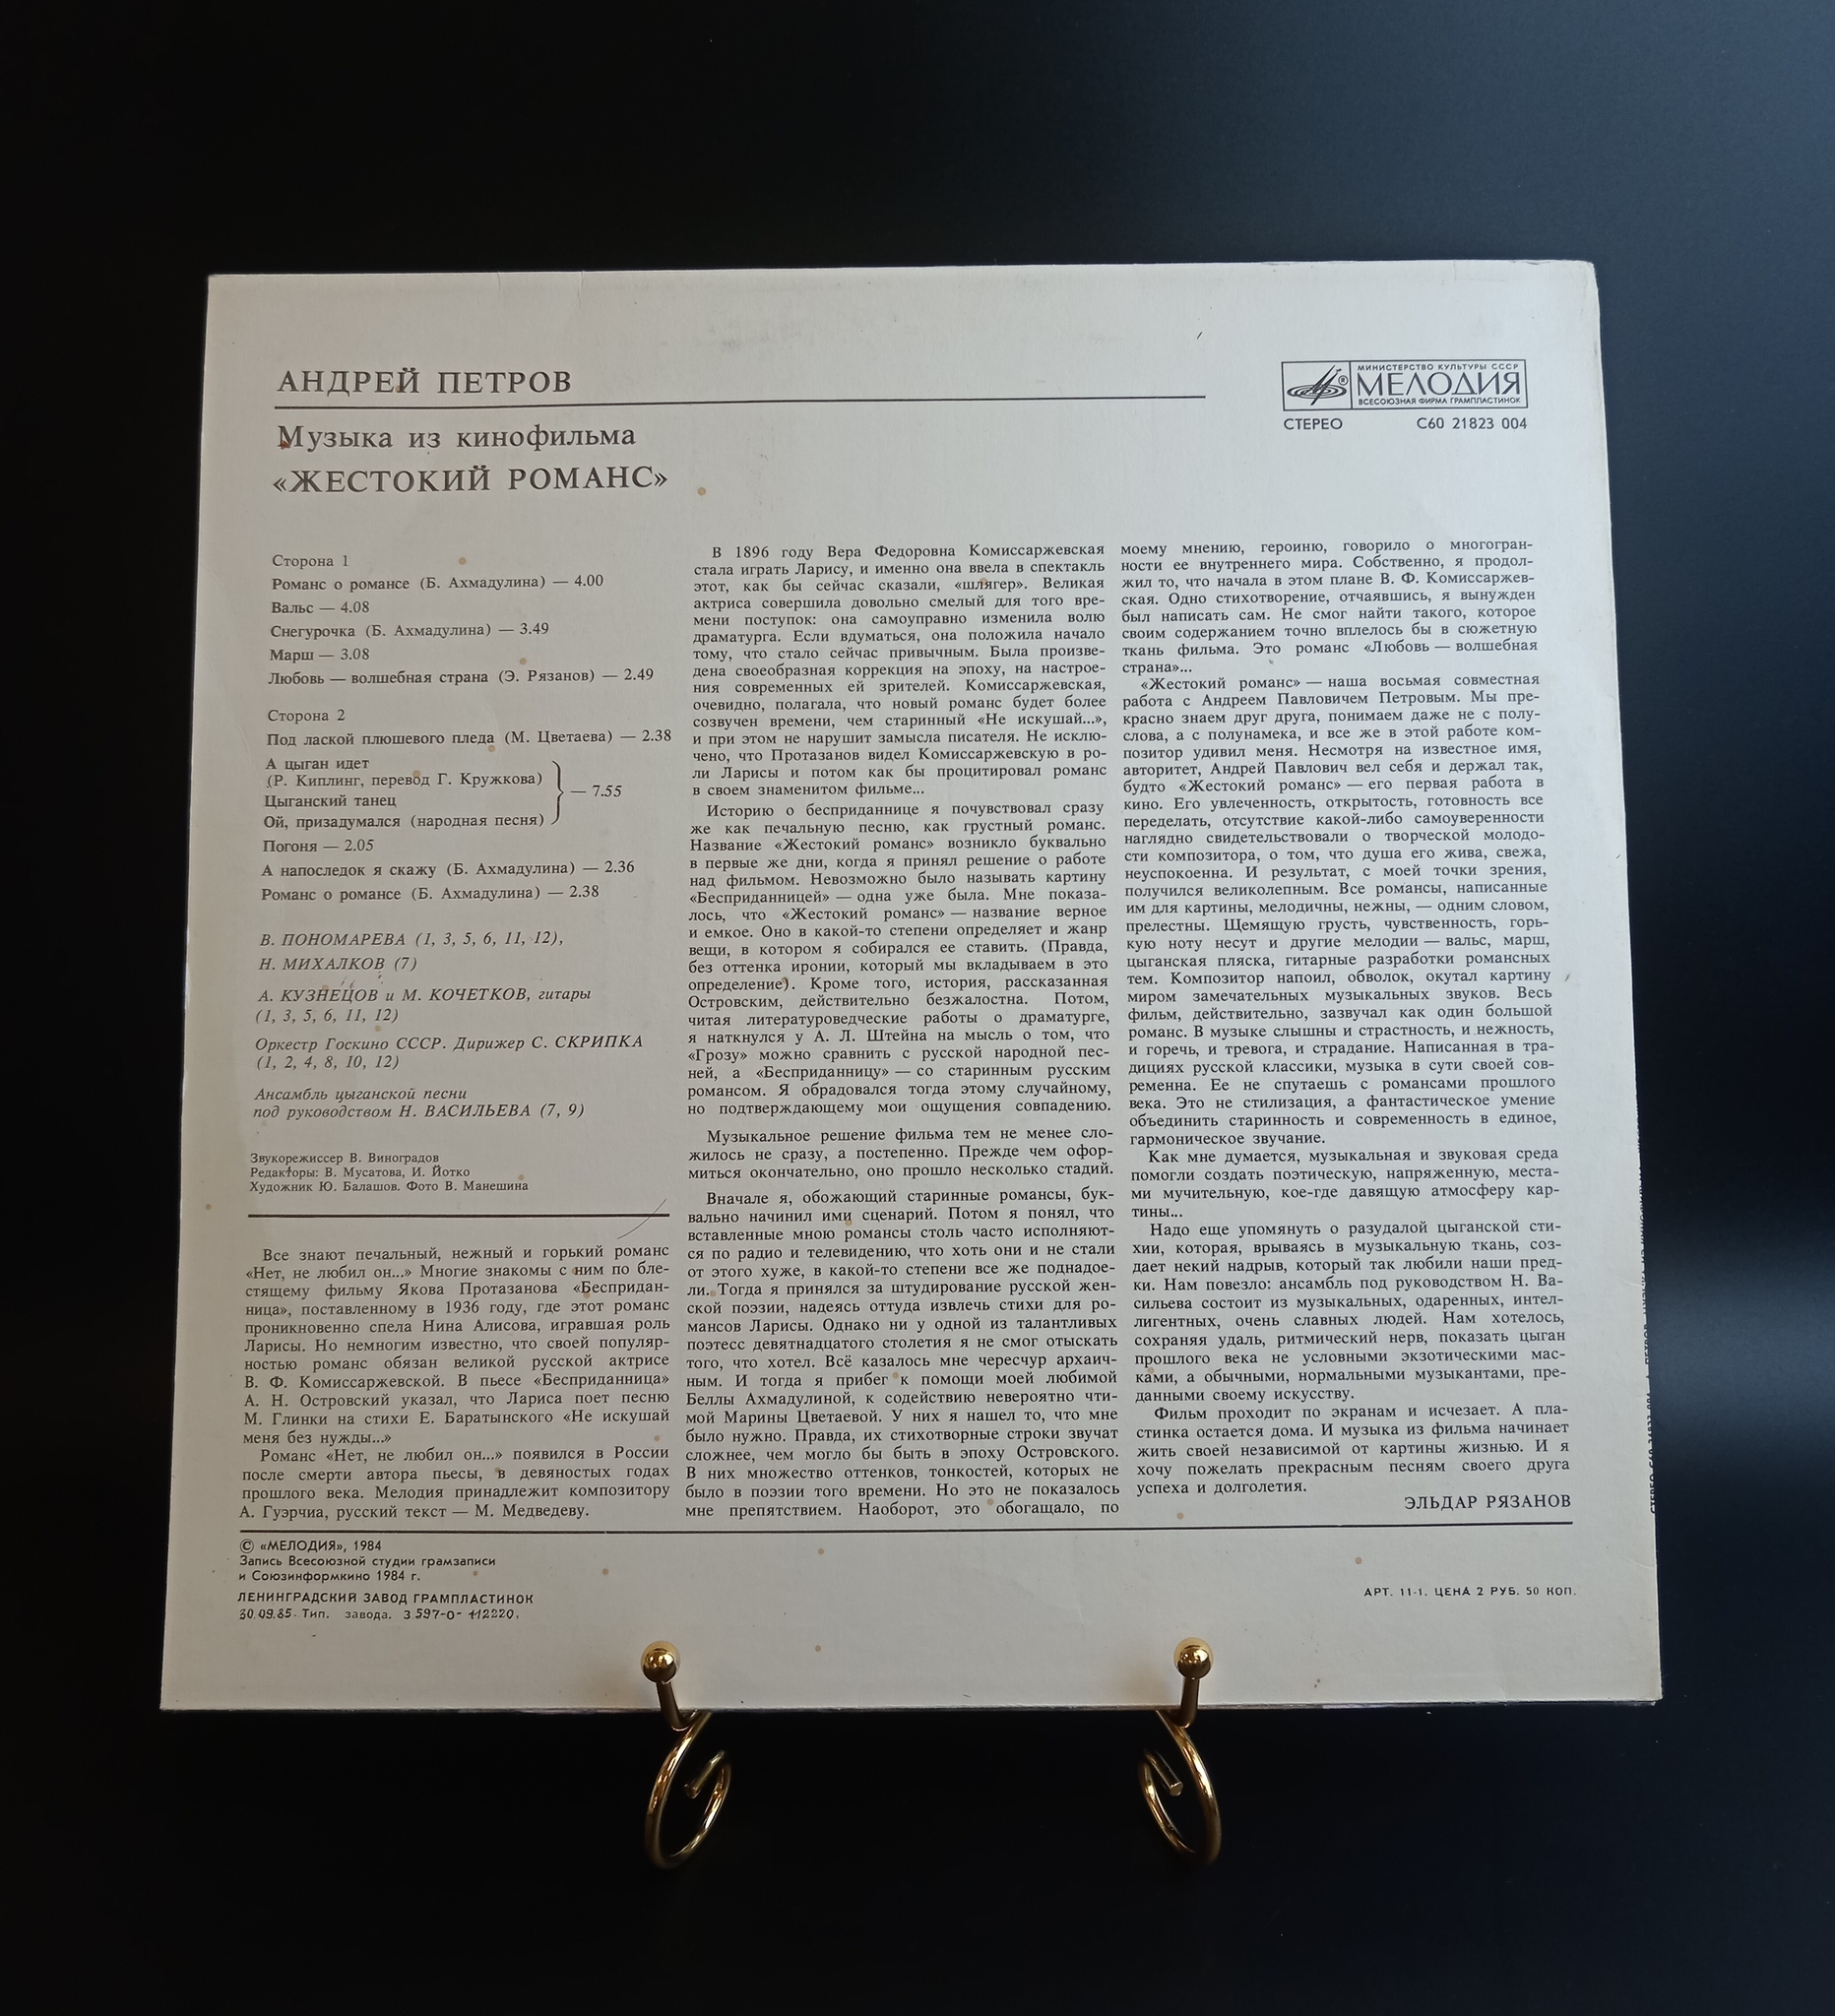 АНДРЕЙ ПЕТРОВ
Музыка из кинофильма
«ЖЕСТОКИЙ РОМАНС»
МИНИСТЕРСТВО КУЛЬТУРЫ СССР
МЕЛОДИЯ
ВСЕСОЮЗНАЯ ФИРМА ГРАМПЛАСТИНОК
СТЕРЕО С60 21823 004
Сторона 1
Романс о романсе (Б. Ахмадулина) — 4.00
Вальс — 4.08
Снегурочка (Б. Ахмадулина) — 3.49
Марш — 3.08
Любовь — волшебная страна (Э. Рязанов) — 2.49
Сторона 2
Под лаской плюшевого пледа (М. Цветаева) — 2.38
А цыган идет
(Р. Киплинг, перевод Г. Кружкова)
Цыганский танец
Ой, призадумался (народная песня)
— 7.55
Погоня — 2.05
А напоследок я скажу (Б. Ахмадулина) — 2.36
Романс о романсе (Б. Ахмадулина) — 2.38
В. ПОНОМАРЕВА (1, 3, 5, 6, 11, 12),
Н. МИХАЛКОВ (7)
А. КУЗНЕЦОВ и М. КОЧЕТКОВ, гитары
(1, 3, 5, 6, 11, 12)
Оркестр Госкино СССР. Дирижер С. СКРИПКА
(1, 2, 4, 8, 10, 12)
Ансамбль цыганской песни
под руководством Н. ВАСИЛЬЕВА (7, 9)
Звукорежиссер В. Виноградов
Редакторы: В. Мусатова, И. Йотко
Художник Ю. Балашов. Фото В. Манешина
Все знают печальный, нежный и горький романс
«Нет, не любил он...» Многие знакомы с ним по бле-
стящему фильму Якова Протазанова «Беспридан-
ница», поставленному в 1936 году, где этот романс
проникновенно спела Нина Алисова, игравшая роль
Ларисы. Но немногим известно, что своей популяр-
ностью романс обязан великой русской актрисе
В. Ф. Комиссаржевской. В пьесе «Бесприданница»
А. Н. Островский указал, что Лариса поет песню
М. Глинки на стихи Е. Баратынского «Не искушай
меня без нужды...»
Романс «Нет, не любил он...» появился в России
после смерти автора пьесы, в девяностых годах
прошлого века. Мелодия принадлежит композитору
А. Гуэрчиа, русский текст — М. Медведеву.
В 1896 году Вера Федоровна Комиссаржевская
стала играть Ларису, и именно она ввела в спектакль
этот, как бы сейчас сказали, «шлягер». Великая
актриса совершила довольно смелый для того вре-
мени поступок: она самоуправно изменила волю
драматурга. Если вдуматься, она положила начало
тому, что стало сейчас привычным. Была произве-
дена своеобразная коррекция на эпоху, на настрое-
ния современных ей зрителей. Комиссаржевская,
очевидно, полагала, что новый романс будет более
созвучен времени, чем старинный «Не искушай...»,
и при этом не нарушит замысла писателя. Не исклю-
чено, что Протазанов видел Комиссаржевскую в ро-
ли Ларисы и потом как бы процитировал романс
в своем знаменитом фильме...
Историю о бесприданнице я почувствовал сразу
же как печальную песню, как грустный романс.
Название «Жестокий романс» возникло буквально
в первые же дни, когда я принял решение о работе
над фильмом. Невозможно было называть картину
«Бесприданницей» — одна уже была. Мне показа-
лось, что «Жестокий романс» — название верное
и емкое. Оно в какой-то степени определяет и жанр
вещи, в котором я собирался ее ставить. (Правда,
без оттенка иронии, который мы вкладываем в это
определение). Кроме того, история, рассказанная
Островским, действительно безжалостна. Потом,
читая литературоведческие работы о драматурге,
я наткнулся у А. Л. Штейна на мысль о том, что
«Грозу» можно сравнить с русской народной пес-
ней, а «Бесприданницу» — со старинным русским
романсом. Я обрадовался тогда этому случайному,
но подтверждающему мои ощущения совпадению.
Музыкальное решение фильма тем не менее сло-
жилось не сразу, а постепенно. Прежде чем офор-
миться окончательно, оно прошло несколько стадий.
Вначале я, обожающий старинные романсы, бук-
вально начинил ими сценарий. Потом я понял, что
вставленные мною романсы столь часто исполняют-
ся по радио и телевидению, что хоть они и не стали
от этого хуже, в какой-то степени все же поднадое-
ли. Тогда я принялся за штудирование русской жен-
ской поэзии, надеясь оттуда извлечь стихи для ро-
мансов Ларисы. Однако ни у одной из талантливых
поэтесс девятнадцатого столетия я не смог отыскать
того, что хотел. Всё казалось мне чересчур архаич-
ным. И тогда я прибег к помощи моей любимой
Беллы Ахмадулиной, к содействию невероятно чти-
мой Марины Цветаевой. У них я нашел то, что мне
было нужно. Правда, их стихотворные строки звучат
сложнее, чем могло бы быть в эпоху Островского.
В них множество оттенков, тонкостей, которых не
было в поэзии того времени. Но это не показалось
мне препятствием. Наоборот, это обогащало, по
моему мнению, героиню, говорило о многогран-
ности ее внутреннего мира. Собственно, я продол-
жил то, что начала в этом плане В. Ф. Комиссаржев-
ская. Одно стихотворение, отчаявшись, я вынужден
был написать сам. Не смог найти такого, которое
своим содержанием точно вплелось бы в сюжетную
ткань фильма. Это романс «Любовь — волшебная
страна»...
«Жестокий романс» — наша восьмая совместная
работа с Андреем Павловичем Петровым. Мы пре-
красно знаем друг друга, понимаем даже не с полу-
слова, а с полунамека, и все же в этой работе ком-
позитор удивил меня. Несмотря на известное имя,
авторитет, Андрей Павлович вел себя и держал так,
будто «Жестокий романс» — его первая работа в
кино. Его увлеченность, открытость, готовность все
переделать, отсутствие какой-либо самоуверенности
наглядно свидетельствовали о творческой молодо-
сти композитора, о том, что душа его жива, свежа,
неуспокоенна. И результат, с моей точки зрения,
получился великолепным. Все романсы, написанные
им для картины, мелодичны, нежны, — одним словом,
прелестны. Щемящую грусть, чувственность, горь-
кую ноту несут и другие мелодии — вальс, марш,
цыганская пляска, гитарные разработки романсных
тем. Композитор напоил, обволок, окутал картину
миром замечательных музыкальных звуков. Весь
фильм, действительно, зазвучал как один большой
романс. В музыке слышны и страстность, и нежность,
и горечь, и тревога, и страдание. Написанная в тра-
дициях русской классики, музыка в сути своей сов-
ременна. Ее не спутаешь с романсами прошлого
века. Это не стилизация, а фантастическое умение
объединить старинность и современность в единое,
гармоническое звучание.
Как мне думается, музыкальная и звуковая среда
помогли создать поэтическую, напряженную, места-
ми мучительную, кое-где давящую атмосферу кар-
тины...
Надо еще упомянуть о разудалой цыганской сти-
хии, которая, врываясь в музыкальную ткань, соз-
дает некий надрыв, который так любили наши пред-
ки. Нам повезло: ансамбль под руководством Н. Ва-
сильева состоит из музыкальных, одаренных, интел-
лигентных, очень славных людей. Нам хотелось,
сохраняя удаль, ритмический нерв, показать цыган
прошлого века не условными экзотическими мас-
ками, а обычными, нормальными музыкантами, пре-
данными своему искусству.
Фильм проходит по экранам и исчезает. А пла-
стинка остается дома. И музыка из фильма начинает
жить своей независимой от картины жизнью. И я
хочу пожелать прекрасным песням своего друга
успеха и долголетия.
ЭЛЬДАР РЯЗАНОВ
© «МЕЛОДИЯ», 1984
Запись Всесоюзной студии грамзаписи
и Союзинформкино 1984 г.
ЛЕНИНГРАДСКИЙ ЗАВОД ГРАМПЛАСТИНОК
30.09.85. Тип. завода. З 597-0- 112220.
АРТ. 11-1. ЦЕНА 2 РУБ. 50 КОП.